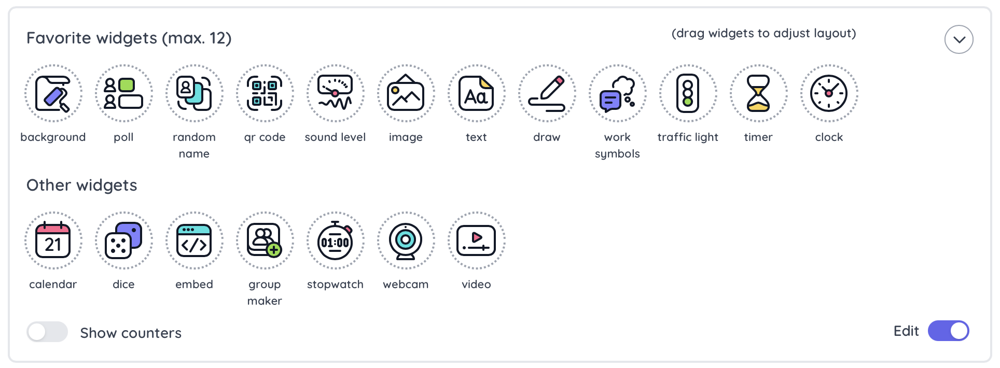 Favorite widgets (max. 12)
(drag widgets to adjust layout)
Aa
background
poll
random
name
qr code
sound level
image
text
draw
work
symbols
traffic light
timer
clock
Other widgets
21
</>
01:00
calendar
dice
embed
group
maker
stopwatch
webcam
video
Show counters
Edit